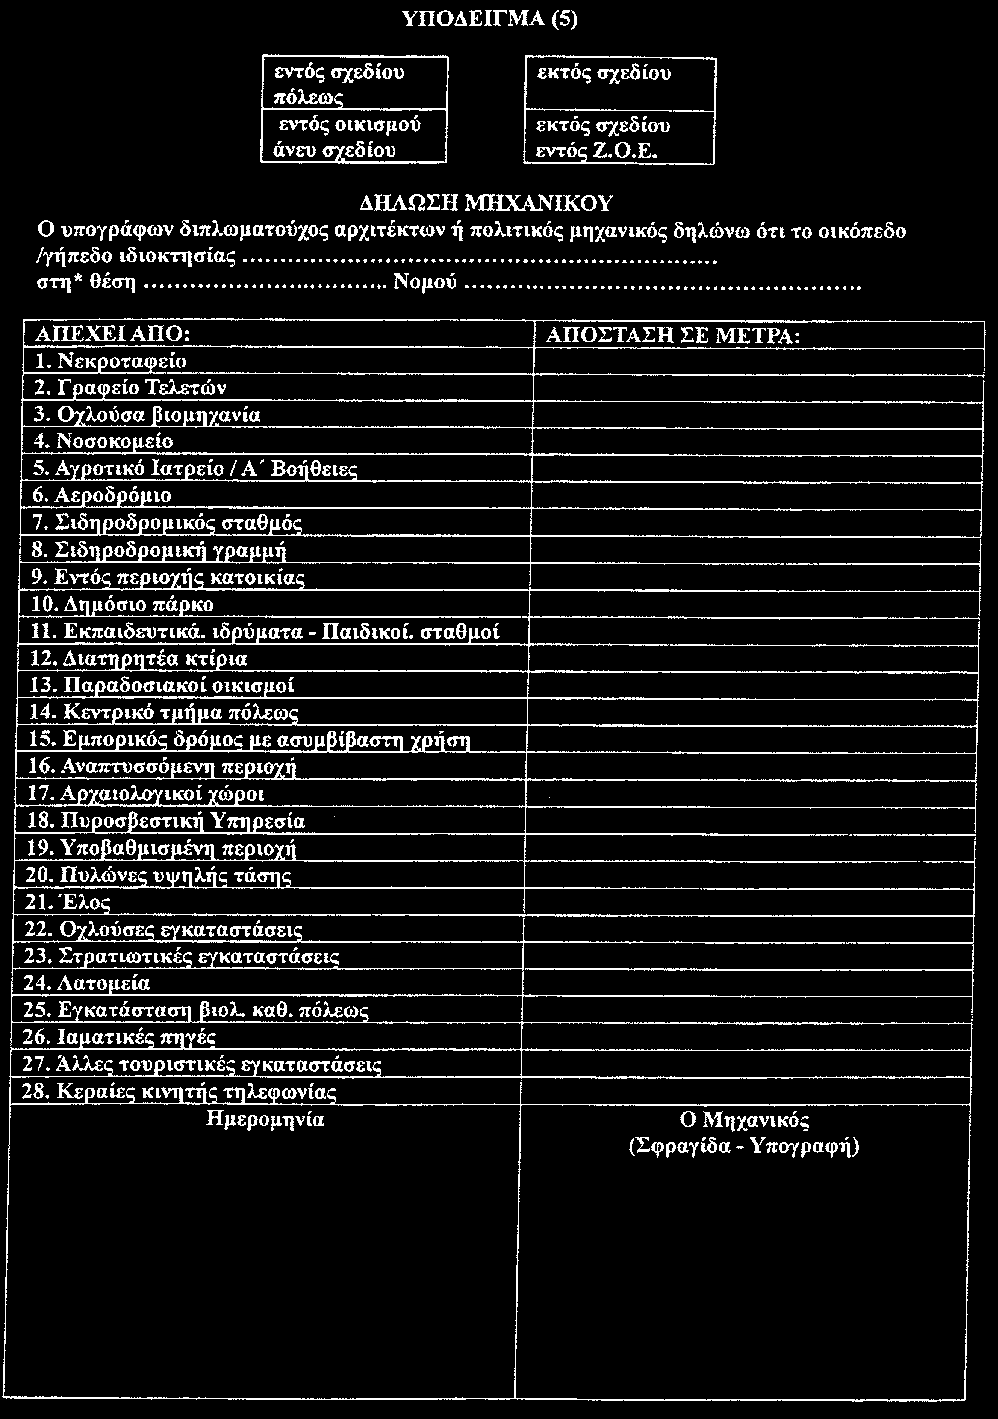 ΥΠΟΔΕΙΓΜΑ (5)
εντός σχεδίου
πόλεως
εντός οικισμού
άνευ σχεδίου
εκτός σχεδίου
εκτός σχεδίου
εντός Ζ.Ο.Ε.
ΔΗΛΩΣΗ ΜΗΧΑΝΙΚΟΥ
Ο υπογράφων διπλωματούχος αρχιτέκτων ή πολιτικός μηχανικός δηλώνω ότι το οικόπεδο
/γήπεδο ιδιοκτησίας ............................................................
στη* θέση ................................ Νομού ..................................................
ΑΠΕΧΕΙ ΑΠΟ: ΑΠΟΣΤΑΣΗ ΣΕ ΜΕΤΡΑ:
1. Νεκροταφείο
2. Γραφείο Τελετών
3. Οχλούσα βιομηχανία
4. Νοσοκομείο
5. Αγροτικό Ιατρείο / Α΄ Βοήθειες
6. Αεροδρόμιο
7. Σιδηροδρομικός σταθμός
8. Σιδηροδρομική γραμμή
9. Εντός περιοχής κατοικίας
10. Δημόσιο πάρκο
11. Εκπαιδευτικά. ιδρύματα - Παιδικοί. σταθμοί
12. Διατηρητέα κτίρια
13. Παραδοσιακοί οικισμοί
14. Κεντρικό τμήμα πόλεως
15. Εμπορικός δρόμος με ασυμβίβαστη χρήση
16. Αναπτυσσόμενη περιοχή
17. Αρχαιολογικοί χώροι
18. Πυροσβεστική Υπηρεσία
19. Υποβαθμισμένη περιοχή
20. Πυλώνες υψηλής τάσης
21. Έλος
22. Οχλούσες εγκαταστάσεις
23. Στρατιωτικές εγκαταστάσεις
24. Λατομεία
25. Εγκατάσταση βιολ. καθ. πόλεως
26. Ιαματικές πηγές
27. Άλλες τουριστικές εγκαταστάσεις
28. Κεραίες κινητής τηλεφωνίας
Ημερομηνία
Ο Μηχανικός
(Σφραγίδα - Υπογραφή)